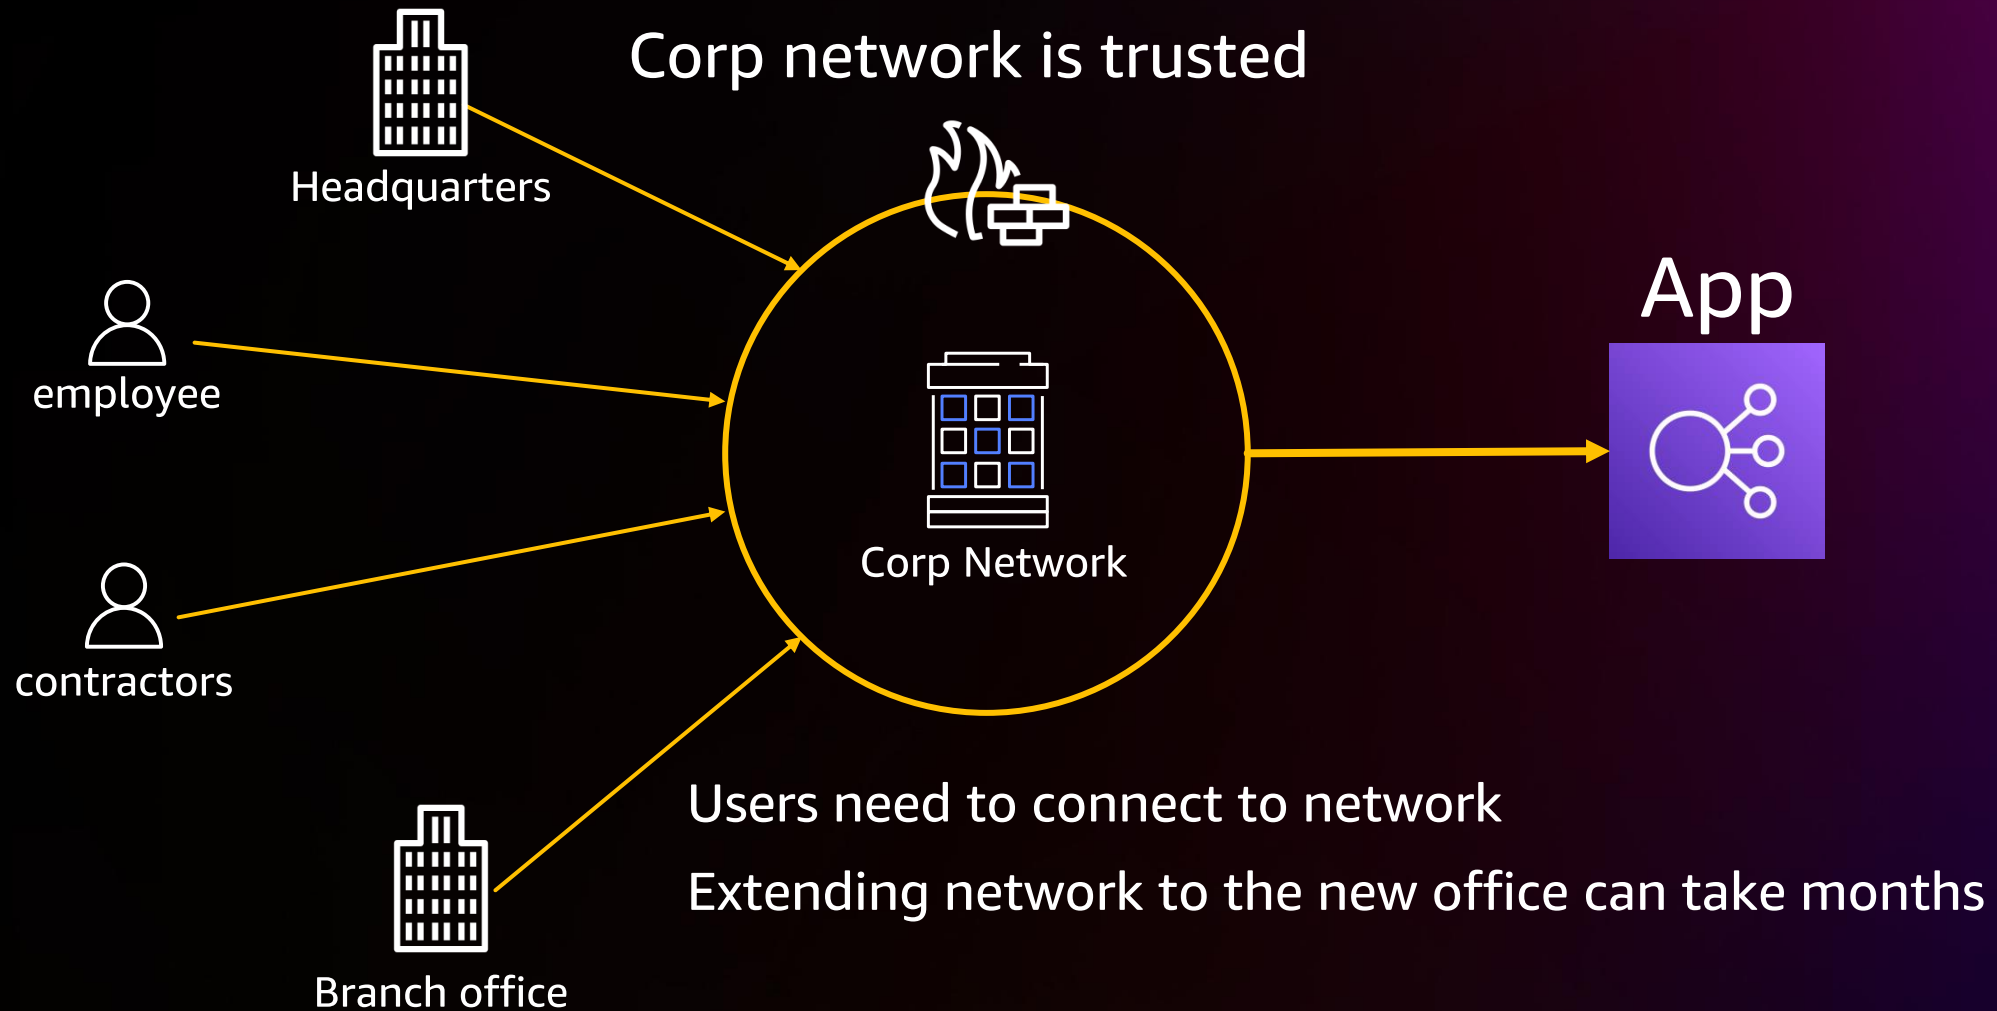 Corp network is trusted
Headquarters
App
employee
Corp Network
contractors
Users need to connect to network
Extending network to the new office can take months
Branch office